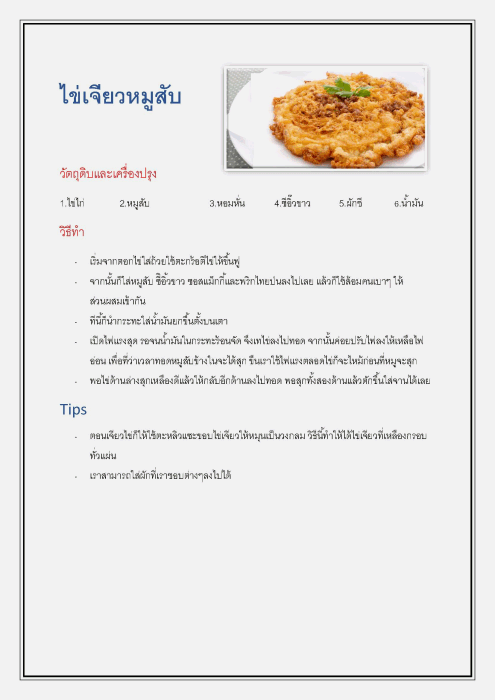 ไข่เจียวหมูสับ
วัตถุดิบและเครื่องปรุง
1.ไข่ไก่ 2.หมูสับ 3.หอมหั่น 4.ซีอิ๊วขาว 5.ผักชี 6.น้ำมัน
วิธีทำ
- เริ่มจากตอกไข่ใส่ถ้วยใช้ตะกร้อตีไข่ให้ขึ้นฟู
- จากนั้นก็ใส่หมูสับ ซีอิ๊วขาว ซอสแม็กกี้และพริกไทยป่นลงไปเลย แล้วก็ใช้ส้อมคนเบาๆ ให้
ส่วนผสมเข้ากัน
- ทีนี้ก็นำกระทะใส่น้ำมันยกขึ้นตั้งบนเตา
- เปิดไฟแรงสุด รอจนน้ำมันในกระทะร้อนจัด จึงเทไข่ลงไปทอด จากนั้นค่อยปรับไฟลงให้เหลือไฟ
อ่อน เพื่อที่ว่าเวลาทอดหมูสับข้างในจะได้สุก ขืนเราใช้ไฟแรงตลอดไข่ก็จะไหม้ก่อนที่หมูจะสุก
- พอไข่ด้านล่างสุกเหลืองดีแล้วให้กลับอีกด้านลงไปทอด พอสุกทั้งสองด้านแล้วตักขึ้นใส่จานได้เลย
Tips
- ตอนเจียวไข่ก็ให้ใช้ตะหลิวแซะขอบไข่เจียวให้หมุนเป็นวงกลม วิธีนี้ทำให้ได้ไข่เจียวที่เหลืองกรอบ
ทั่วแผ่น
- เราสามารถใส่ผักที่เราชอบต่างๆลงไปได้